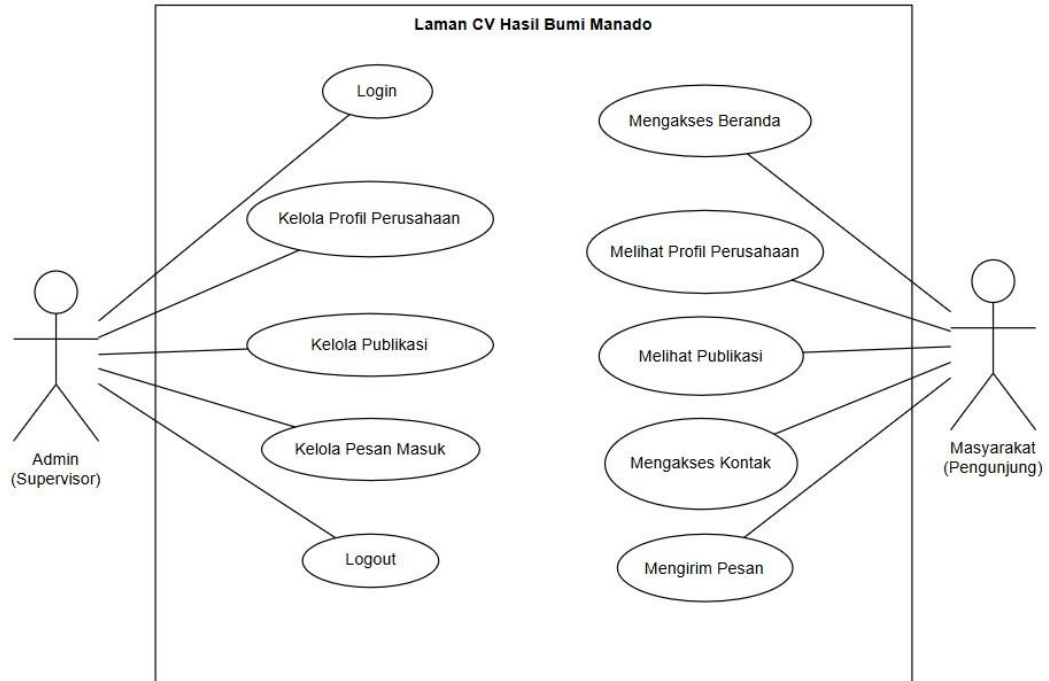 Laman CV Hasil Bumi Manado
Login
Kelola Profil Perusahaan
Kelola Publikasi
Kelola Pesan Masuk
Logout
Mengakses Beranda
Melihat Profil Perusahaan
Melihat Publikasi
Mengakses Kontak
Mengirim Pesan
Admin
(Supervisor)
Masyarakat
(Pengunjung)